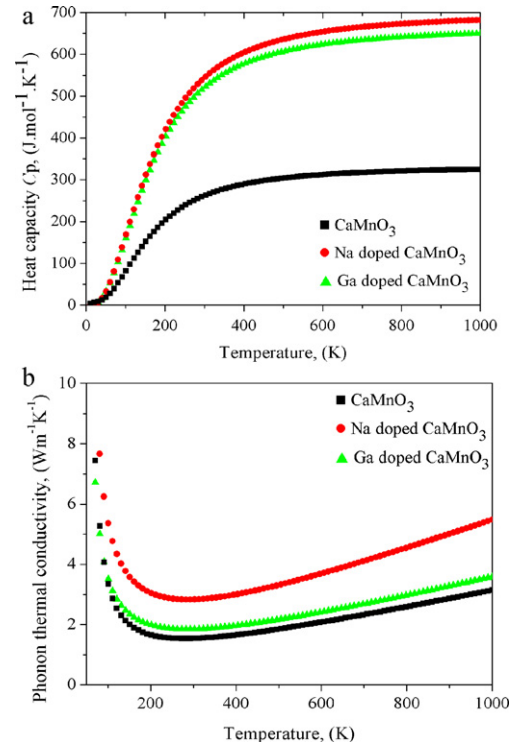 a
Heat capacity Cp, (J.mol⁻¹.K⁻¹)
700
600
500
400
300
200
100
0
CaMnO₃
Na doped CaMnO₃
Ga doped CaMnO₃
0 200 400 600 800 1000
Temperature, (K)
b
Phonon thermal conductivity, (Wm⁻¹K⁻¹)
10
8
6
4
2
0
CaMnO₃
Na doped CaMnO₃
Ga doped CaMnO₃
200 400 600 800 1000
Temperature, (K)